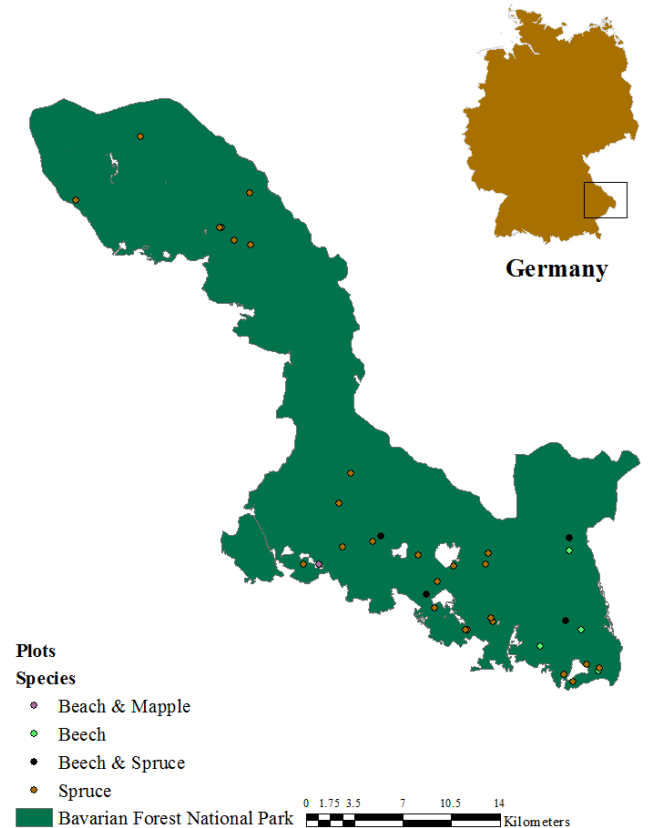 Germany
Plots
Species
Beach & Mapple
Beech
Beech & Spruce
Spruce
Bavarian Forest National Park
0 1.75 3.5 7 10.5 14
Kilometers